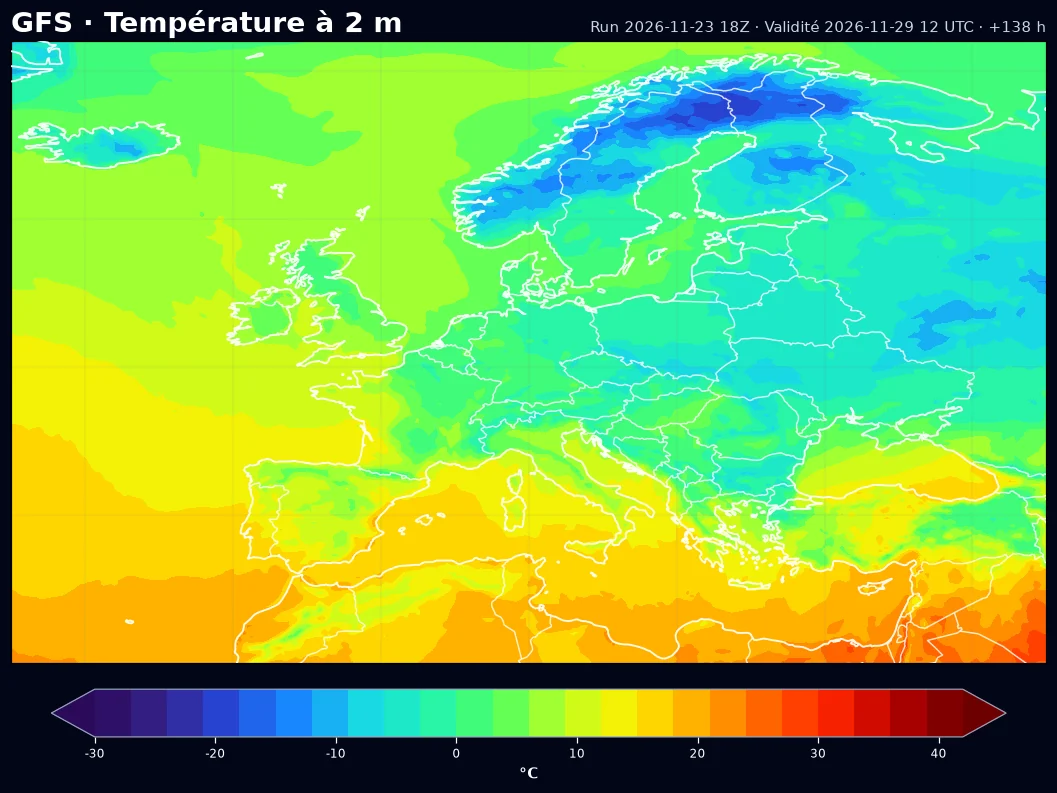 GFS · Température à 2 m
Run 2026-11-23 18Z · Validité 2026-11-29 12 UTC · +138 h
-30 -20 -10 0 10 20 30 40
°C